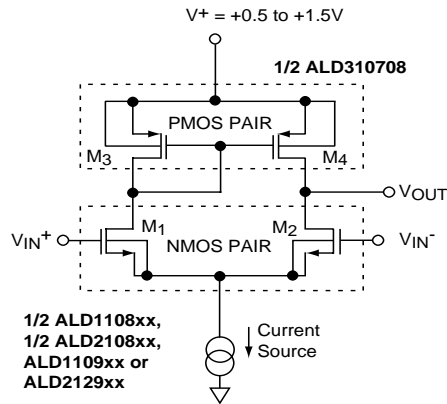 V+ = +0.5 to +1.5V
1/2 ALD310708
PMOS PAIR
M3
M4
VOUT
M1
M2
VIN+
NMOS PAIR
VIN-
1/2 ALD1108xx,
1/2 ALD2108xx,
ALD1109xx or
ALD2129xx
Current
Source